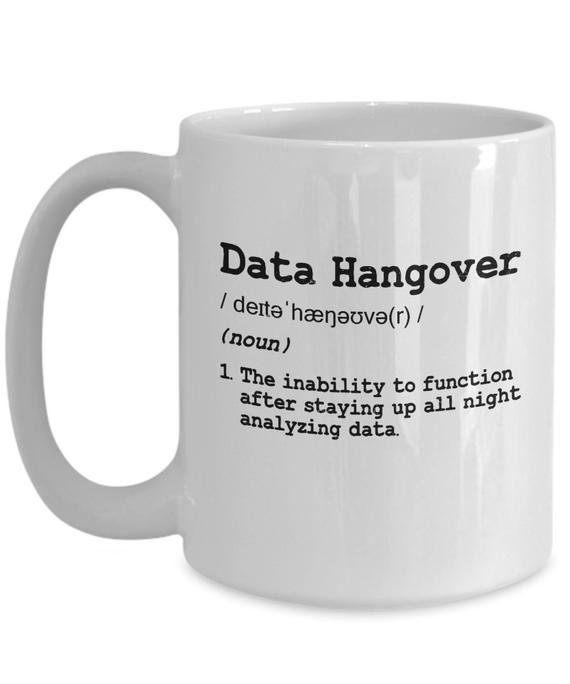 Data Hangover
/ deɪtəˈhæŋəʊvə(r) /
(noun)
1. The inability to function
after staying up all night
analyzing data.